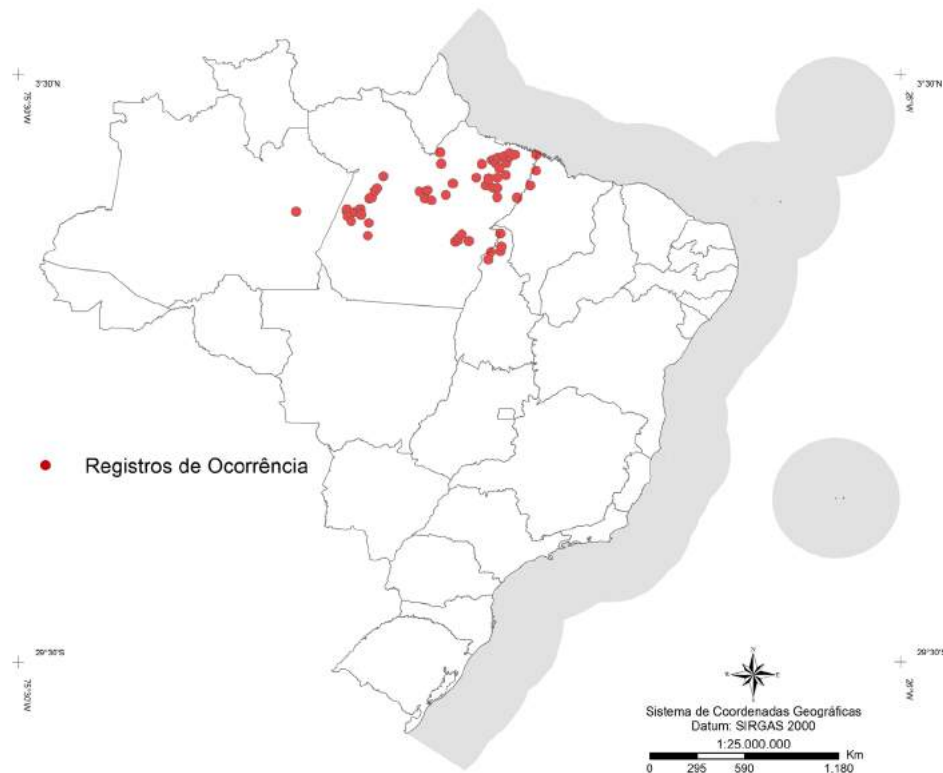 3°30'N
75°30'W
3°30'N
Registros de Ocorrência
29°30'S
75°30'W
29°30'S
N
Sistema de Coordenadas Geográficas
Datum: SIRGAS 2000
1:25.000.000
Km
0 295 590 1.180